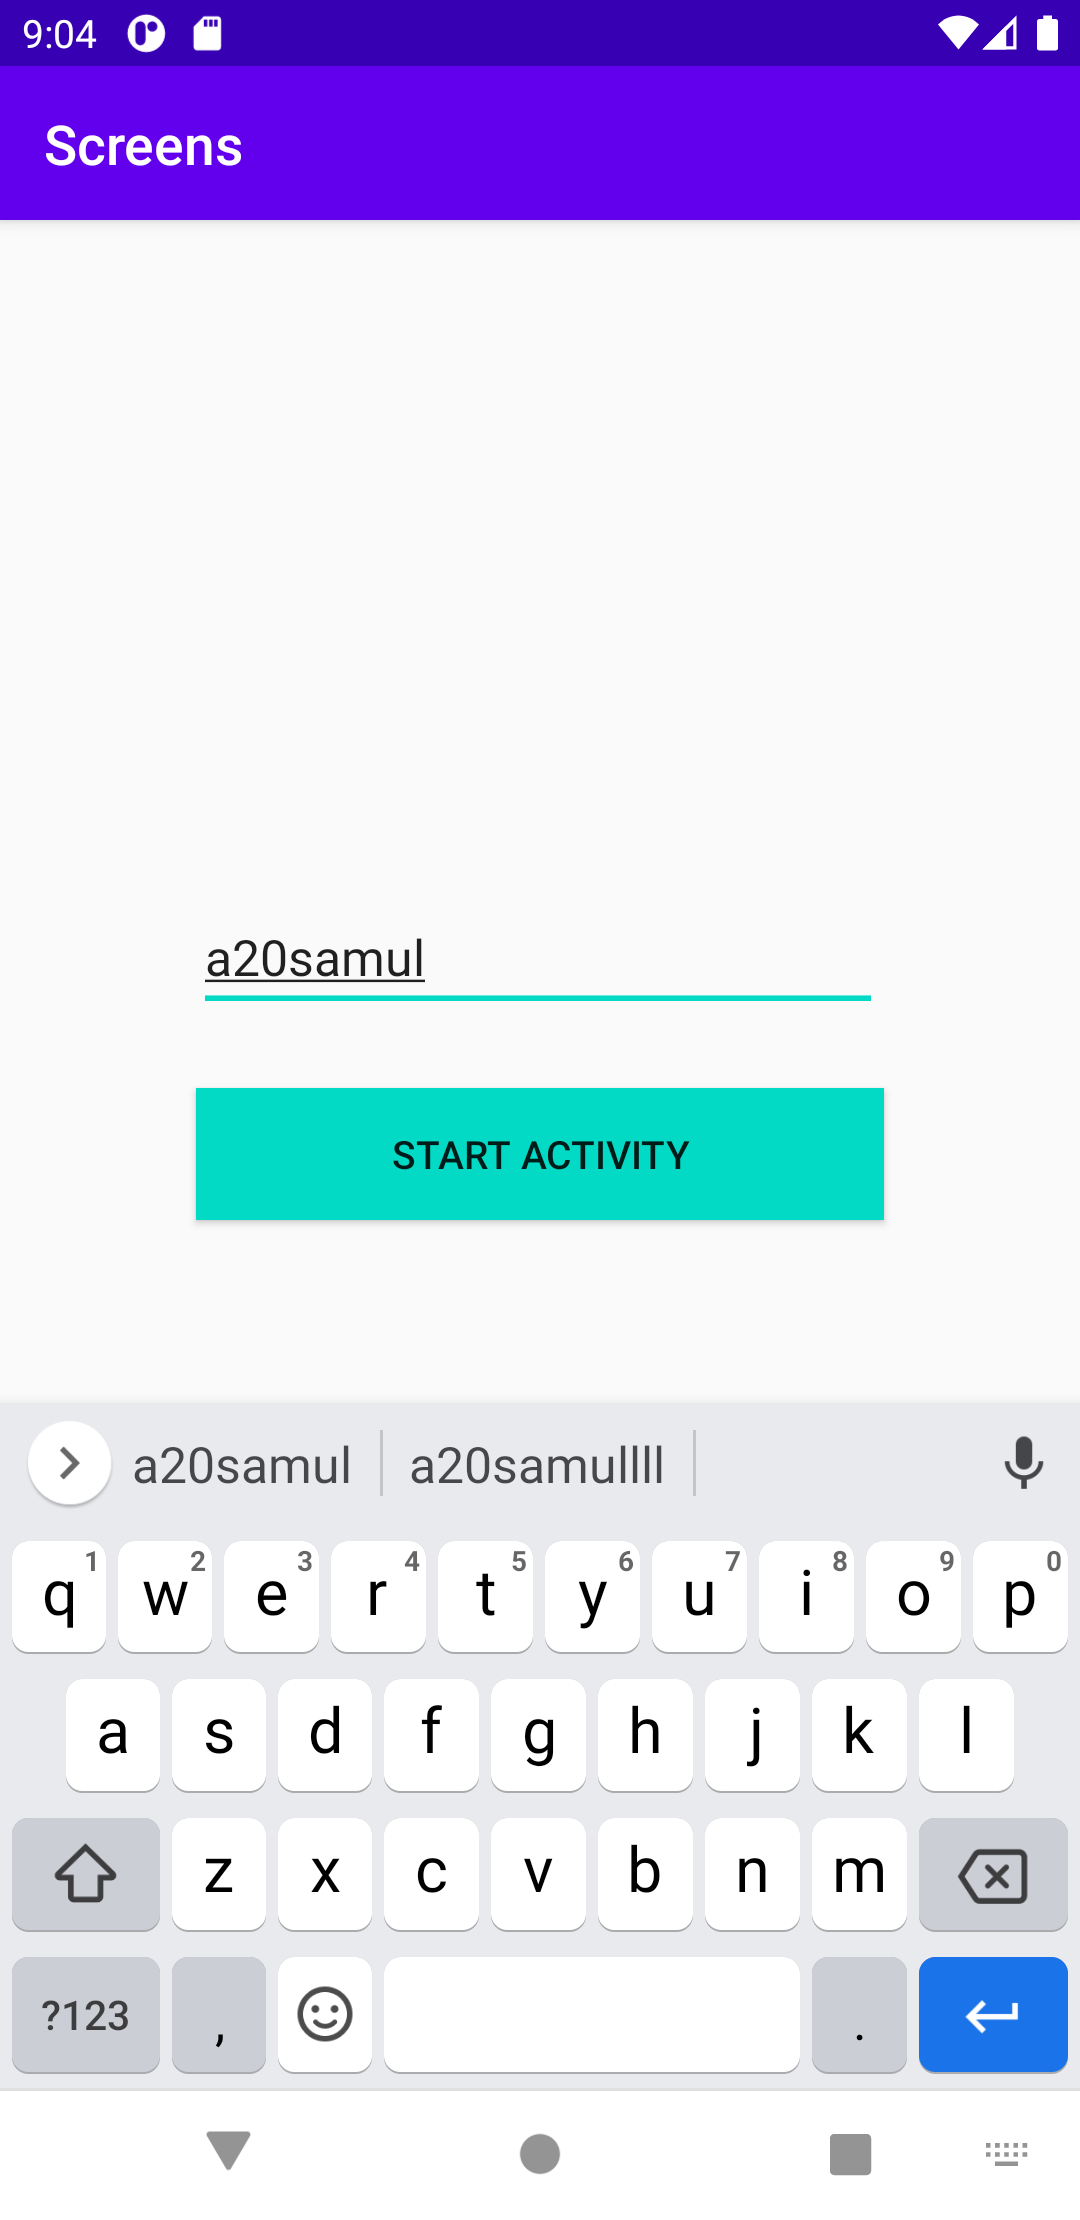 9:04
Screens
a20samul
START ACTIVITY
a20samul a20samullll
q 1 w 2 e 3 r 4 t 5 y 6 u 7 i 8 o 9 p 0
a s d f g h j k l
z x c v b n m
?123 , .